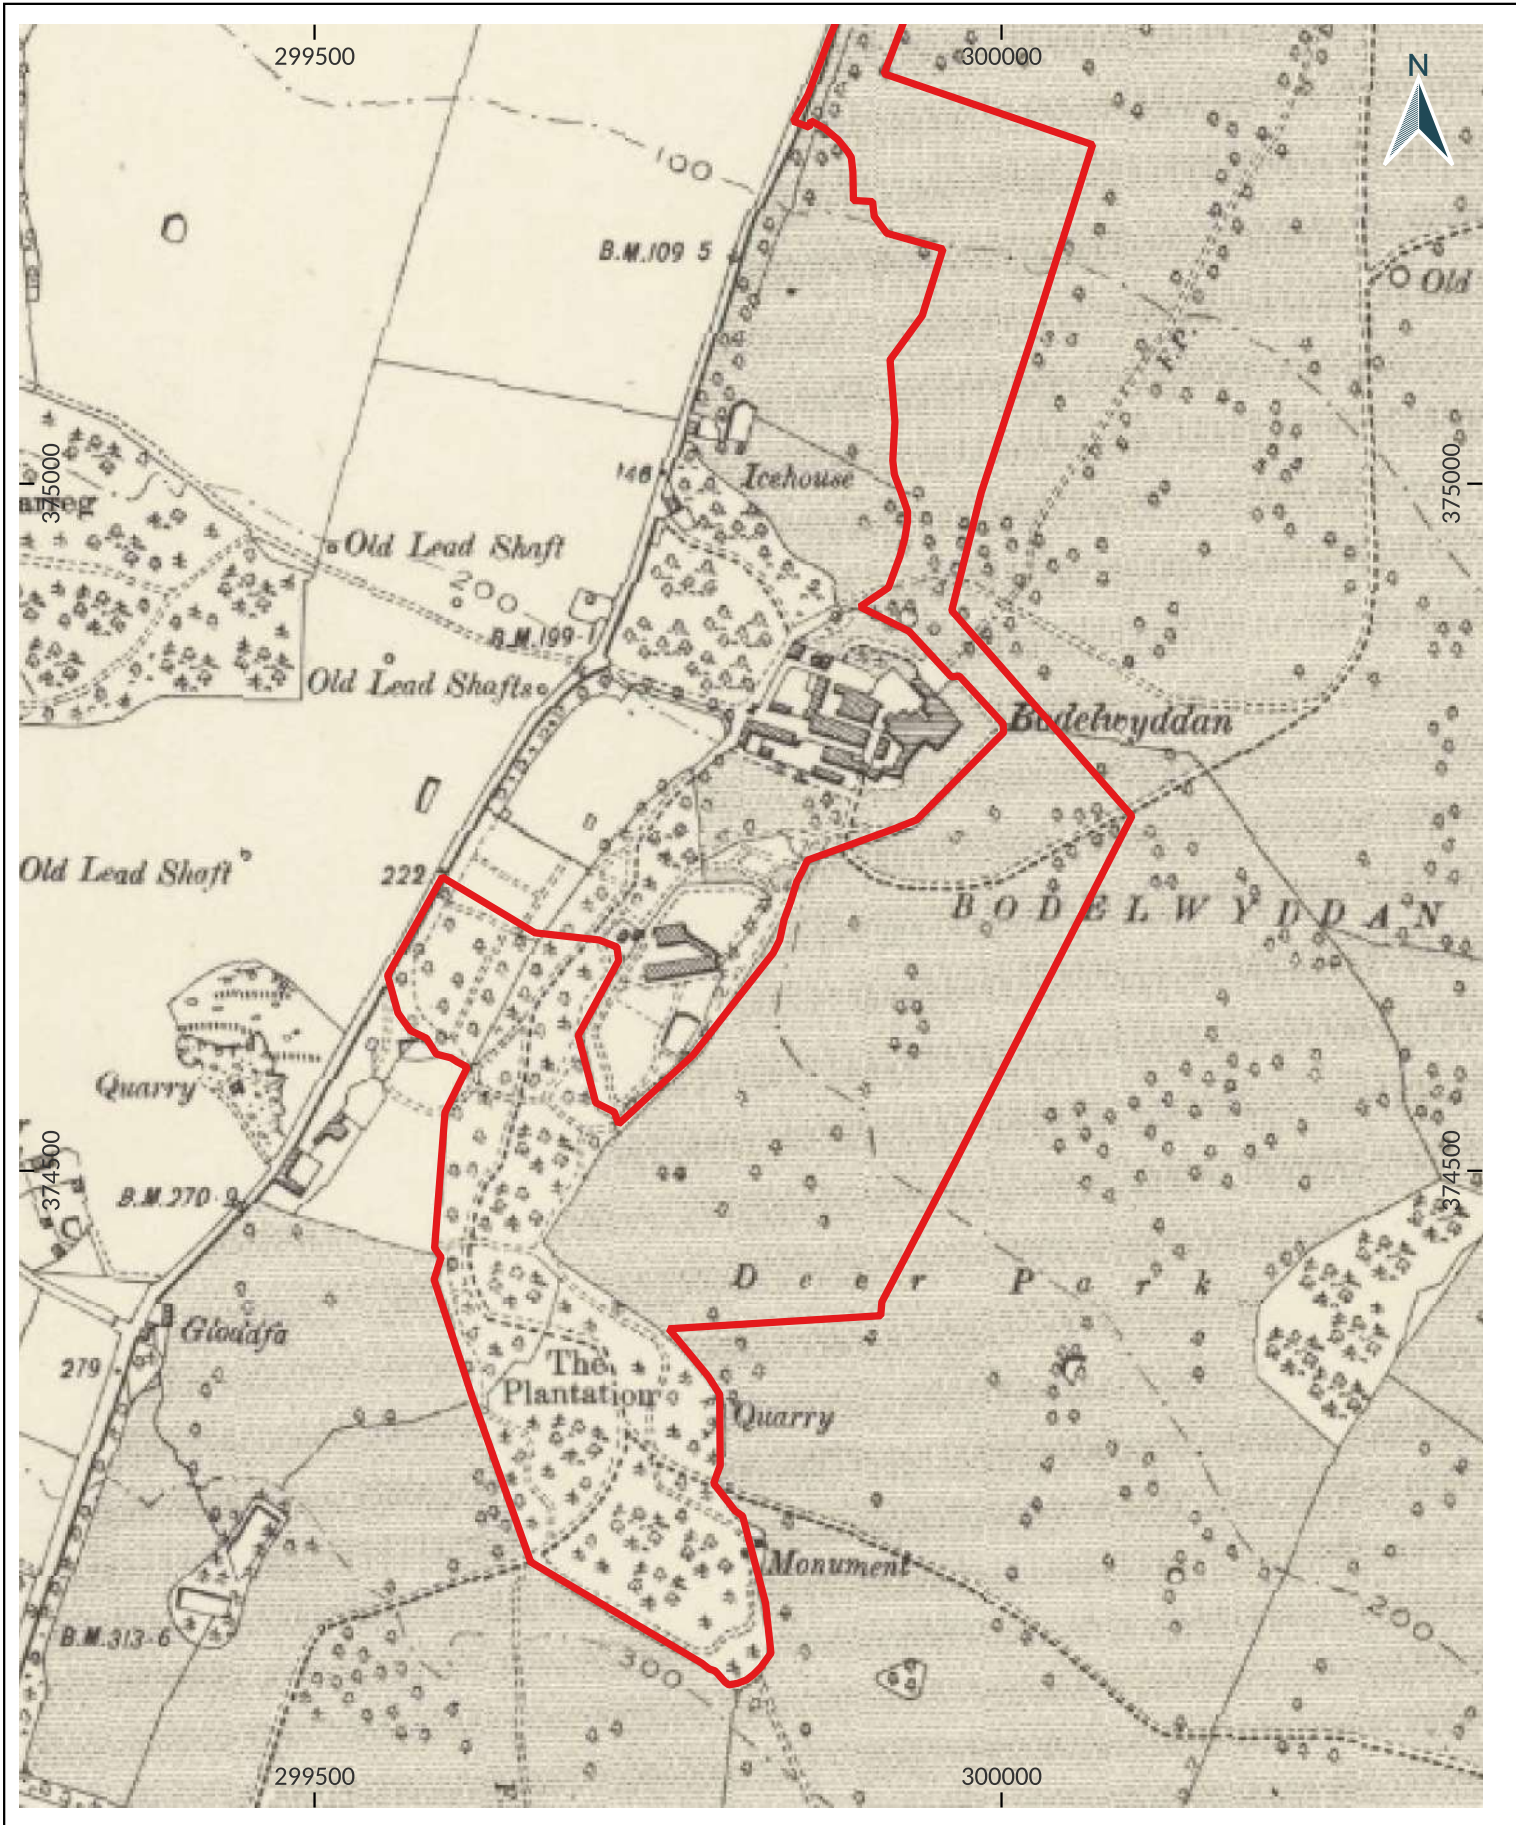 299500
300000
N
100
B.M.109 5
Old
F.P.
Icehouse
146
375000
375000
Old Lead Shaft
200
B.M.199·1
Old Lead Shafts
Bodelwyddan
Old Lead Shaft
222
BODELWYDDAN
Quarry
374500
374500
B.M.270·9
Deer Park
279
The
Plantation
Quarry
Monument
B.M.313·6
300
200
299500
300000